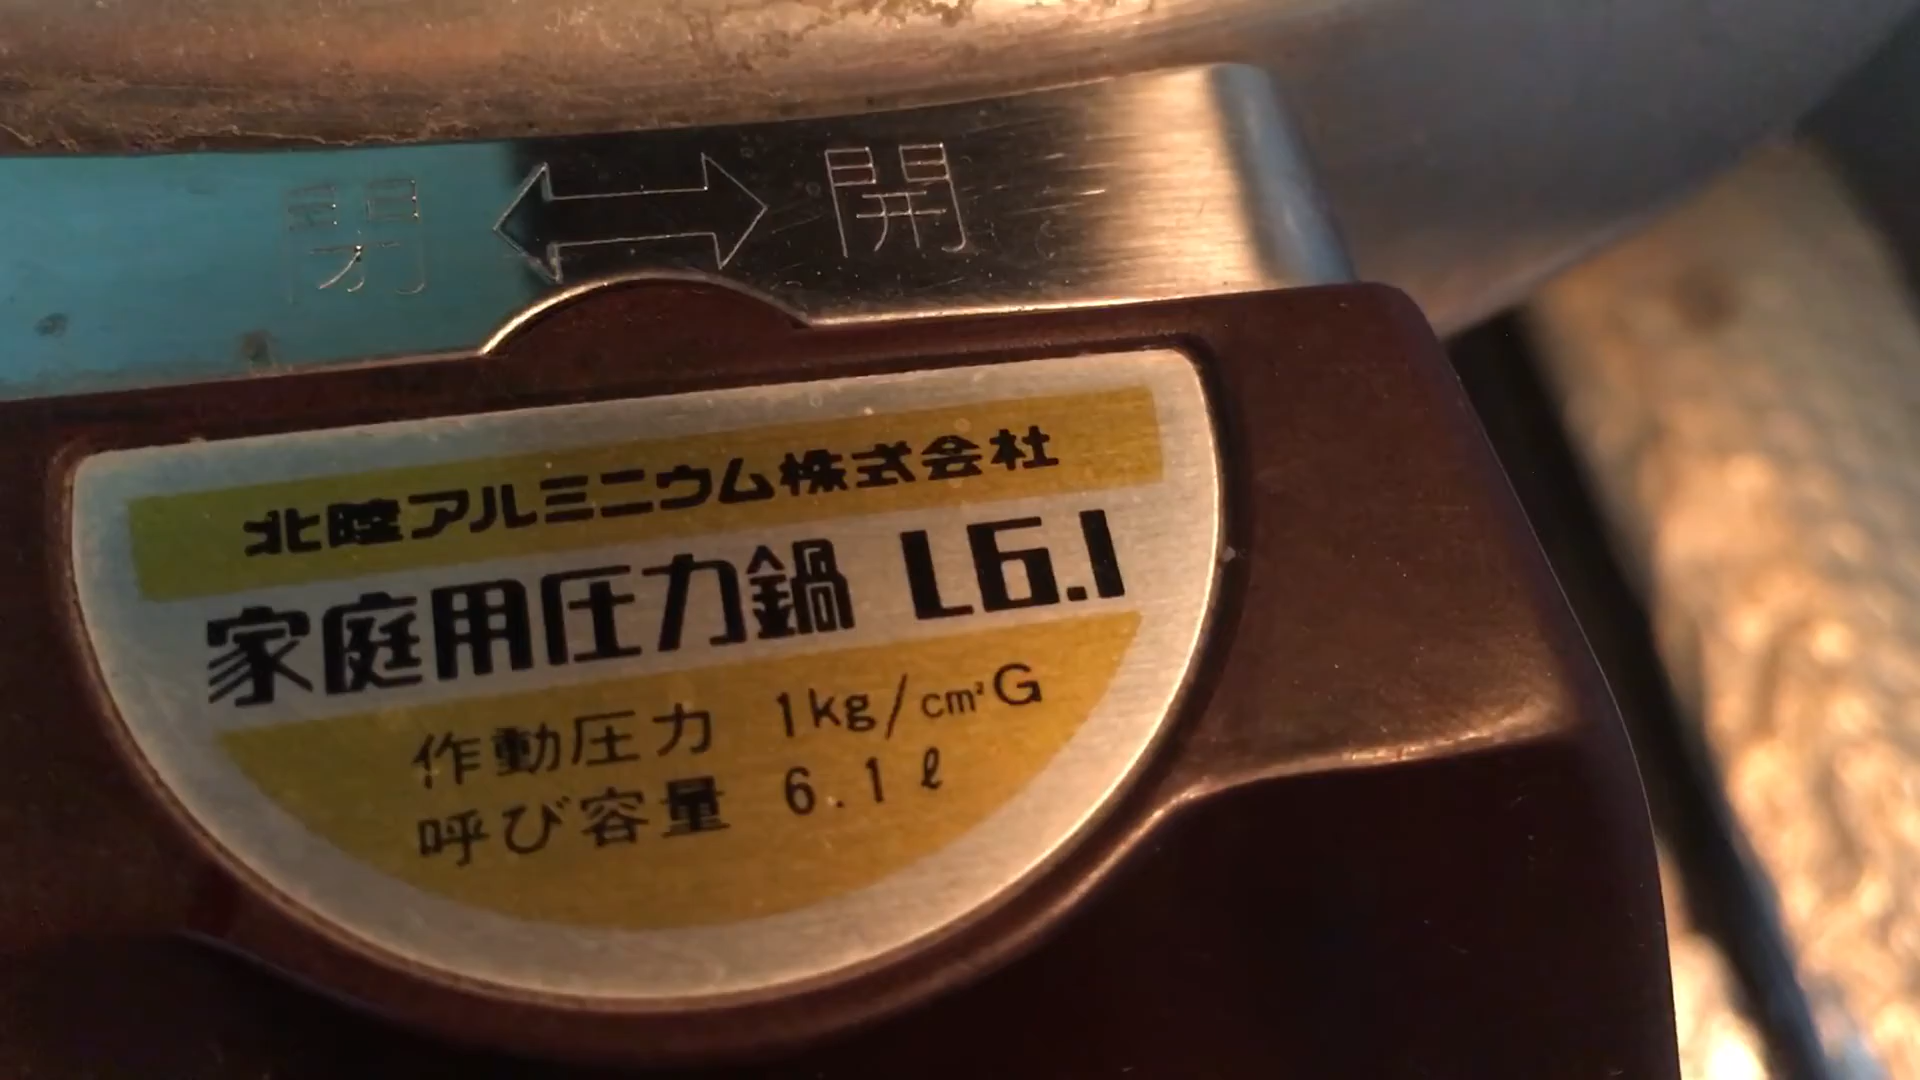 閉 ⇔ 開
北陸アルミニウム株式会社
家庭用圧力鍋 L6.1
作動圧力 1kg/cm²G
呼び容量 6.1ℓ